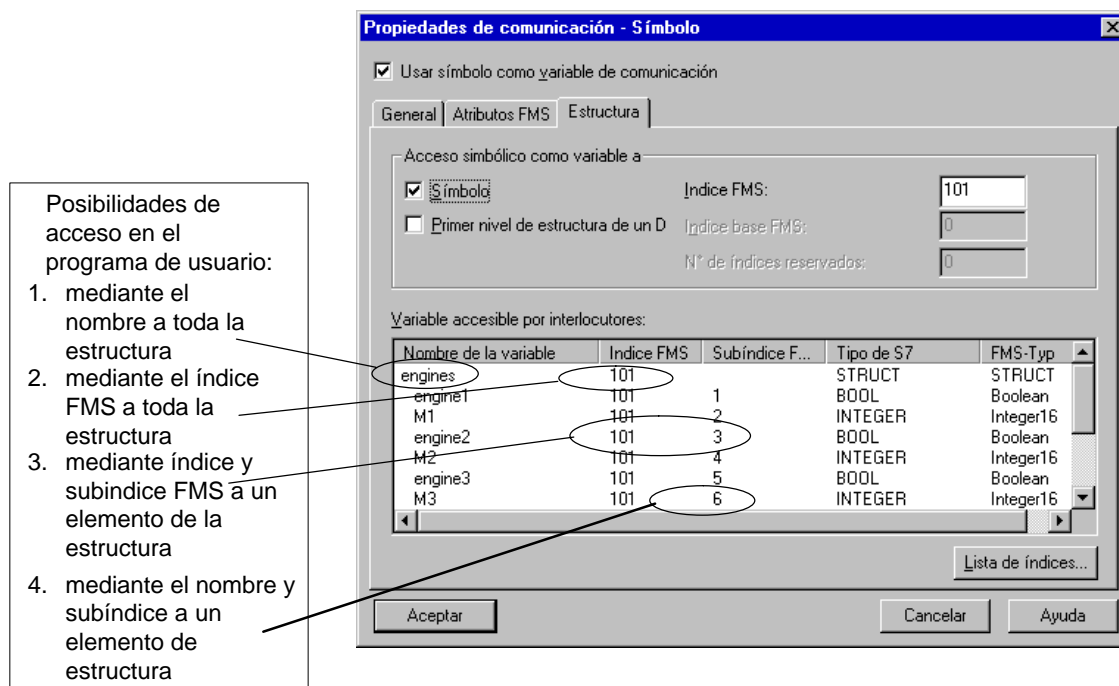 Propiedades de comunicación - Símbolo
Usar símbolo como variable de comunicación
General Atributos FMS Estructura
Acceso simbólico como variable a
Símbolo Indice FMS: 101
Primer nivel de estructura de un D Indice base FMS: 0
N° de índices reservados: 0
Variable accesible por interlocutores:
Nombre de la variable Indice FMS Subíndice F... Tipo de S7 FMS-Typ
engines 101 STRUCT STRUCT
engine1 101 1 BOOL Boolean
M1 101 2 INTEGER Integer16
engine2 101 3 BOOL Boolean
M2 101 4 INTEGER Integer16
engine3 101 5 BOOL Boolean
M3 101 6 INTEGER Integer16
Lista de índices...
Aceptar Cancelar Ayuda
Posibilidades de
acceso en el
programa de usuario:
1. mediante el
nombre a toda la
estructura
2. mediante el índice
FMS a toda la
estructura
3. mediante índice y
subindice FMS a un
elemento de la
estructura
4. mediante el nombre y
subíndice a un
elemento de
estructura